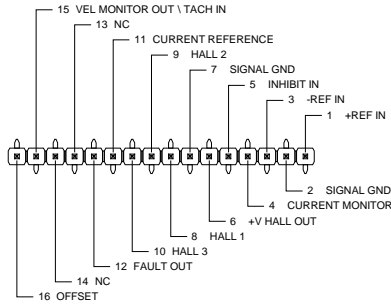 15 VEL MONITOR OUT \ TACH IN
13 NC
11 CURRENT REFERENCE
9 HALL 2
7 SIGNAL GND
5 INHIBIT IN
3 -REF IN
1 +REF IN
2 SIGNAL GND
4 CURRENT MONITOR
6 +V HALL OUT
8 HALL 1
10 HALL 3
12 FAULT OUT
14 NC
16 OFFSET